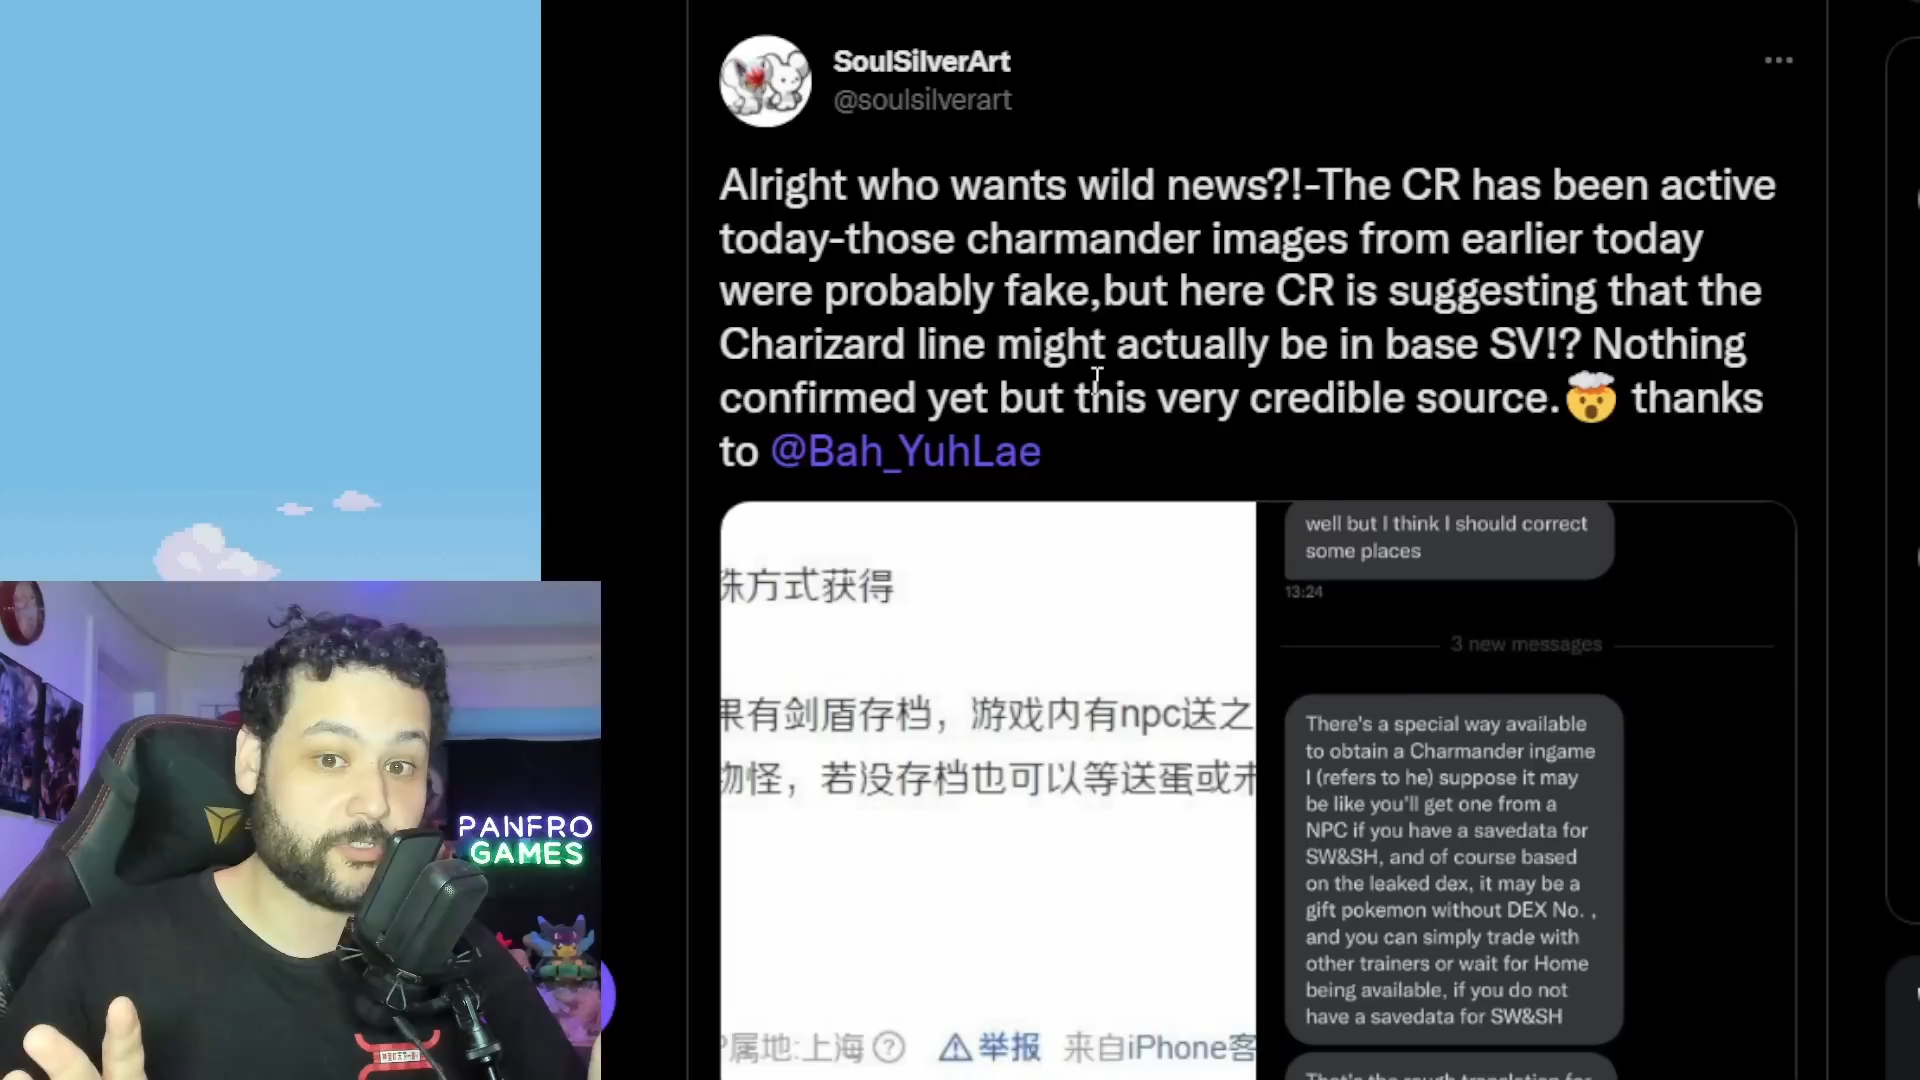 SoulSilverArt
@soulsilverart
Alright who wants wild news?!-The CR has been active
today-those charmander images from earlier today
were probably fake,but here CR is suggesting that the
Charizard line might actually be in base SV!? Nothing
confirmed yet but this very credible source.🤯 thanks
to @Bah_YuhLae
殊方式获得
果有剑盾存档，游戏内有npc送之
物怪，若没存档也可以等送蛋或未
属地:上海
举报 来自iPhone客
well but I think I should correct
some places
13:24
3 new messages
There's a special way available
to obtain a Charmander ingame
I (refers to he) suppose it may
be like you'll get one from a
NPC if you have a savedata for
SW&SH, and of course based
on the leaked dex, it may be a
gift pokemon without DEX No. ,
and you can simply trade with
other trainers or wait for Home
being available, if you do not
have a savedata for SW&SH
That's the rough translation for
PANFRO
GAMES